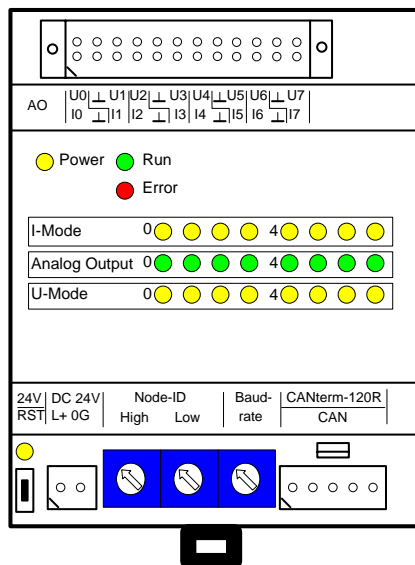 U0 U1 U2 U3 U4 U5 U6 U7
AO I0 I1 I2 I3 I4 I5 I6 I7
Power Run
Error
I-Mode 0 4
Analog Output 0 4
U-Mode 0 4
24V DC 24V Node-ID Baud- CANterm-120R
RST L+ 0G High Low rate CAN